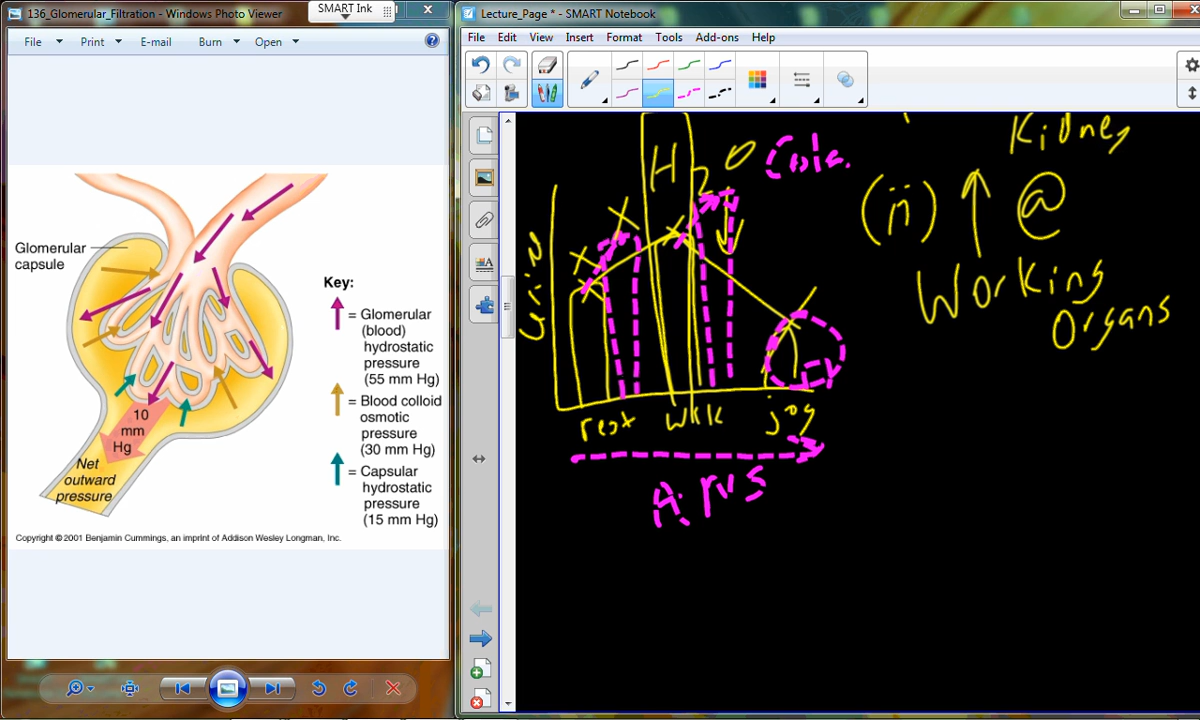 136_Glomerular_Filtration - Windows Photo Viewer
SMART Ink
File Print E-mail Burn Open
Glomerular
capsule
10
mm
Hg
Net
outward
pressure
Key:
= Glomerular
(blood)
hydrostatic
pressure
(55 mm Hg)
= Blood colloid
osmotic
pressure
(30 mm Hg)
= Capsular
hydrostatic
pressure
(15 mm Hg)
Copyright © 2001 Benjamin Cummings, an imprint of Addison Wesley Longman, Inc.
Lecture_Page * - SMART Notebook
File Edit View Insert Format Tools Add-ons Help
H2O
Kidney
(ii) ↑ @
Working
Organs
rest walk jog